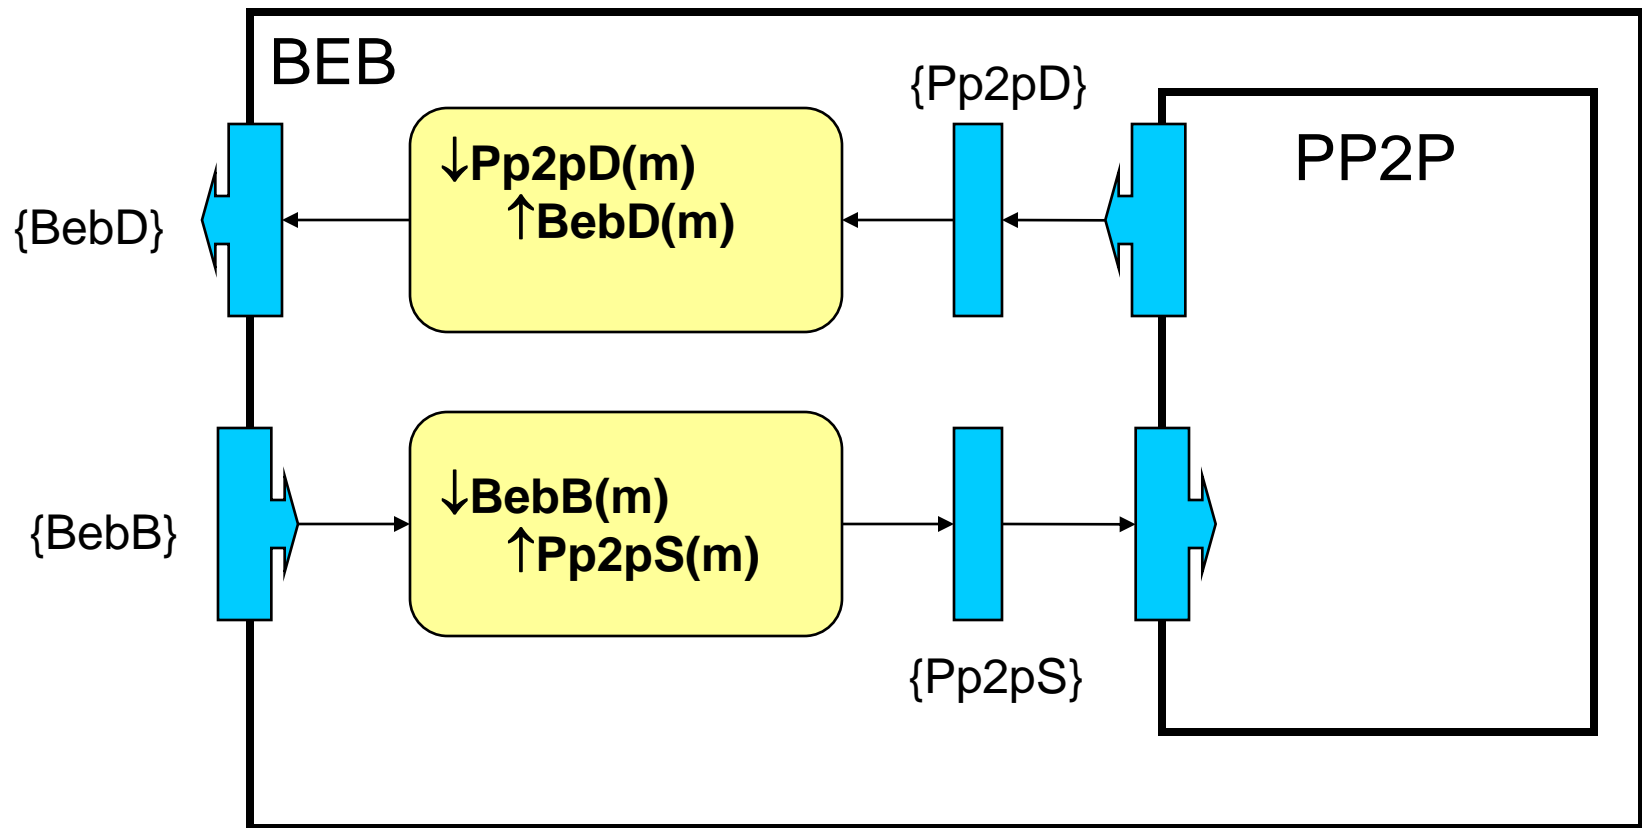 BEB
{Pp2pD}
PP2P
↓Pp2pD(m)
↑BebD(m)
{BebD}
↓BebB(m)
↑Pp2pS(m)
{BebB}
{Pp2pS}